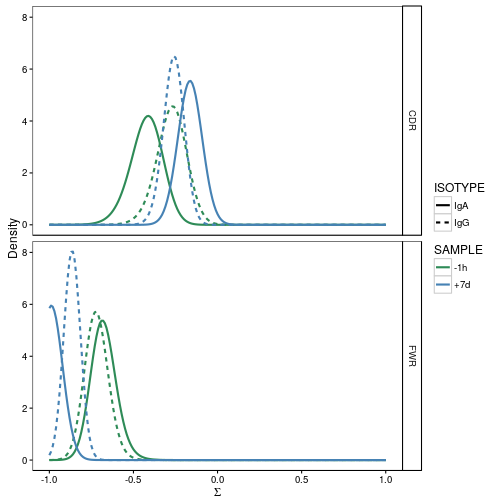 8
6
4
2
0
CDR
8
6
4
2
0
FWR
Density
-1.0 -0.5 0.0 0.5 1.0
Σ
ISOTYPE
IgA
IgG
SAMPLE
-1h
+7d